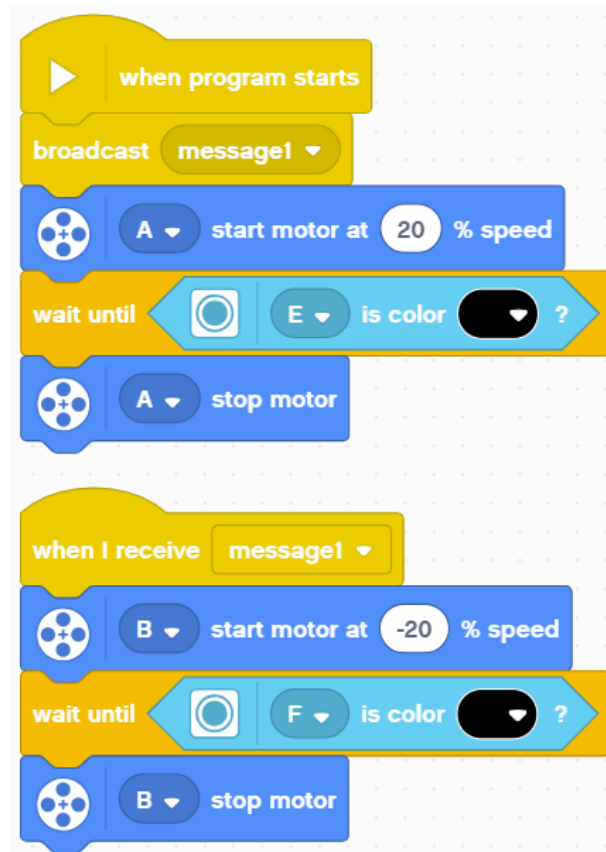 when program starts
broadcast message1
A start motor at 20 % speed
wait until E is color ?
A stop motor
when I receive message1
B start motor at -20 % speed
wait until F is color ?
B stop motor